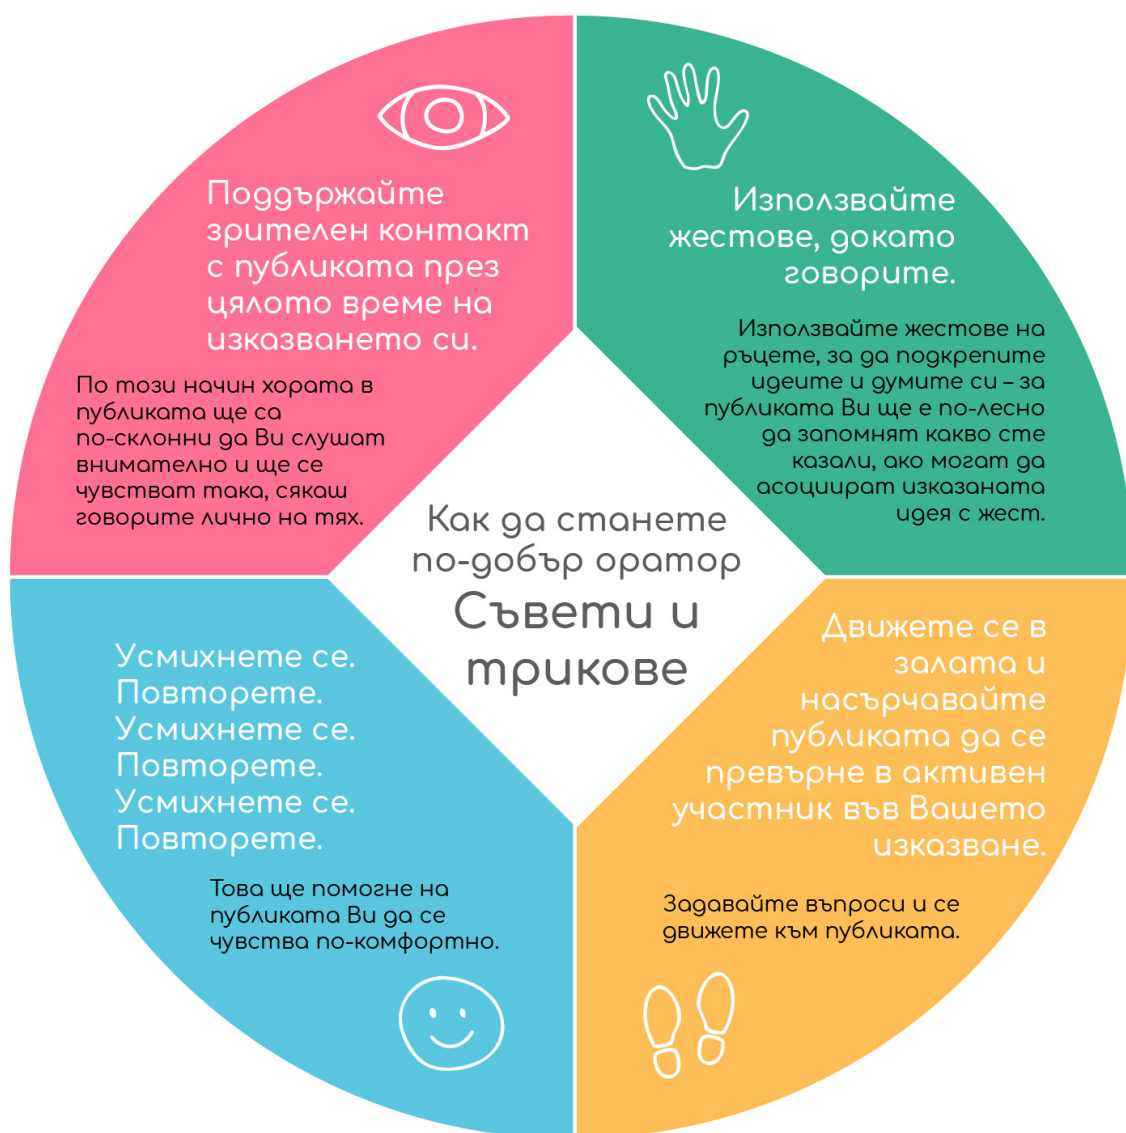 Поддържайте
зрителен контакт
с публиката през
цялото време на
изказването си.
По този начин хората в
публиката ще са
по-склонни да Ви слушат
внимателно и ще се
чувстват така, сякаш
говорите лично на тях.
Използвайте
жестове, докато
говорите.
Използвайте жестове на
ръцете, за да подкрепите
идеите и думите си – за
публиката Ви ще е по-лесно
да запомнят какво сте
казали, ако могат да
асоциират изказаната
идея с жест.
Как да станете
по-добър оратор
Съвети и
трикове
Усмихнете се.
Повторете.
Усмихнете се.
Повторете.
Усмихнете се.
Повторете.
Това ще помогне на
публиката Ви да се
чувства по-комфортно.
Движете се в
залата и
насърчавайте
публиката да се
превърне в активен
участник във Вашето
изказване.
Задавайте въпроси и се
движете към публиката.